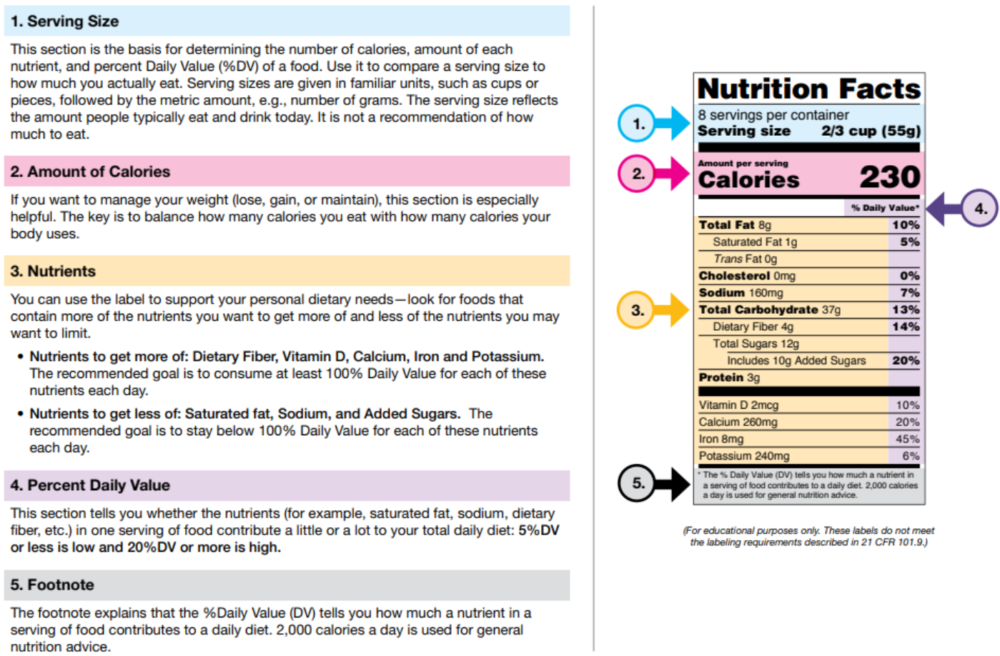 1. Serving Size
This section is the basis for determining the number of calories, amount of each
nutrient, and percent Daily Value (%DV) of a food. Use it to compare a serving size to
how much you actually eat. Serving sizes are given in familiar units, such as cups or
pieces, followed by the metric amount, e.g., number of grams. The serving size reflects
the amount people typically eat and drink today. It is not a recommendation of how
much to eat.
2. Amount of Calories
If you want to manage your weight (lose, gain, or maintain), this section is especially
helpful. The key is to balance how many calories you eat with how many calories your
body uses.
3. Nutrients
You can use the label to support your personal dietary needs—look for foods that
contain more of the nutrients you want to get more of and less of the nutrients you may
want to limit.
• Nutrients to get more of: Dietary Fiber, Vitamin D, Calcium, Iron and Potassium.
The recommended goal is to consume at least 100% Daily Value for each of these
nutrients each day.
• Nutrients to get less of: Saturated fat, Sodium, and Added Sugars. The
recommended goal is to stay below 100% Daily Value for each of these nutrients
each day.
4. Percent Daily Value
This section tells you whether the nutrients (for example, saturated fat, sodium, dietary
fiber, etc.) in one serving of food contribute a little or a lot to your total daily diet: 5%DV
or less is low and 20%DV or more is high.
5. Footnote
The footnote explains that the %Daily Value (DV) tells you how much a nutrient in a
serving of food contributes to a daily diet. 2,000 calories a day is used for general
nutrition advice.
Nutrition Facts
1.
8 servings per container
Serving size 2/3 cup (55g)
2.
Amount per serving
Calories 230
% Daily Value*
4.
Total Fat 8g 10%
Saturated Fat 1g 5%
Trans Fat 0g
Cholesterol 0mg 0%
Sodium 160mg 7%
3.
Total Carbohydrate 37g 13%
Dietary Fiber 4g 14%
Total Sugars 12g
Includes 10g Added Sugars 20%
Protein 3g
Vitamin D 2mcg 10%
Calcium 260mg 20%
Iron 8mg 45%
Potassium 240mg 6%
5.
* The % Daily Value (DV) tells you how much a nutrient in
a serving of food contributes to a daily diet. 2,000 calories
a day is used for general nutrition advice.
(For educational purposes only. These labels do not meet
the labeling requirements described in 21 CFR 101.9.)